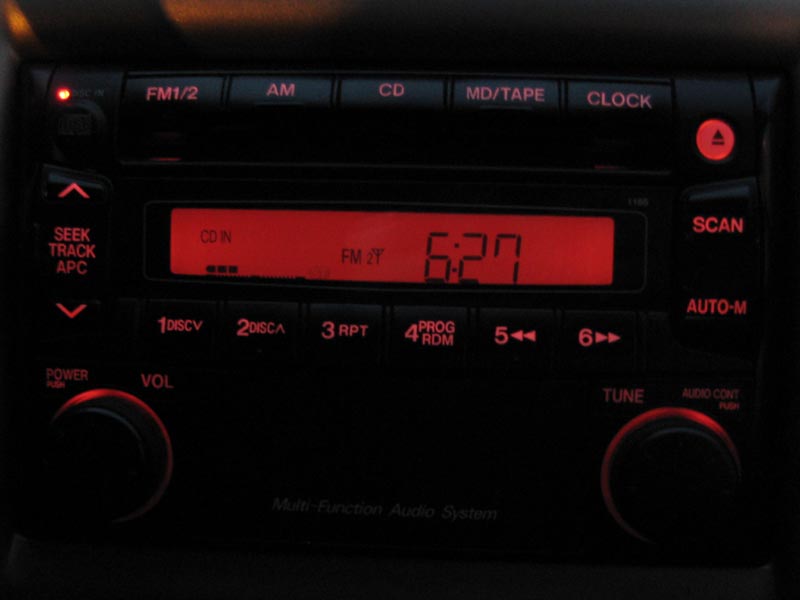 DISC IN
FM1/2 AM CD MD/TAPE CLOCK
1155
SEEK
TRACK
APC
CD IN
FM 2
6:27
SCAN
AUTO-M
1DISC 2DISC 3 RPT 4PROG RDM 5 6
POWER
PUSH
VOL
TUNE
AUDIO CONT
PUSH
Multi-Function Audio System